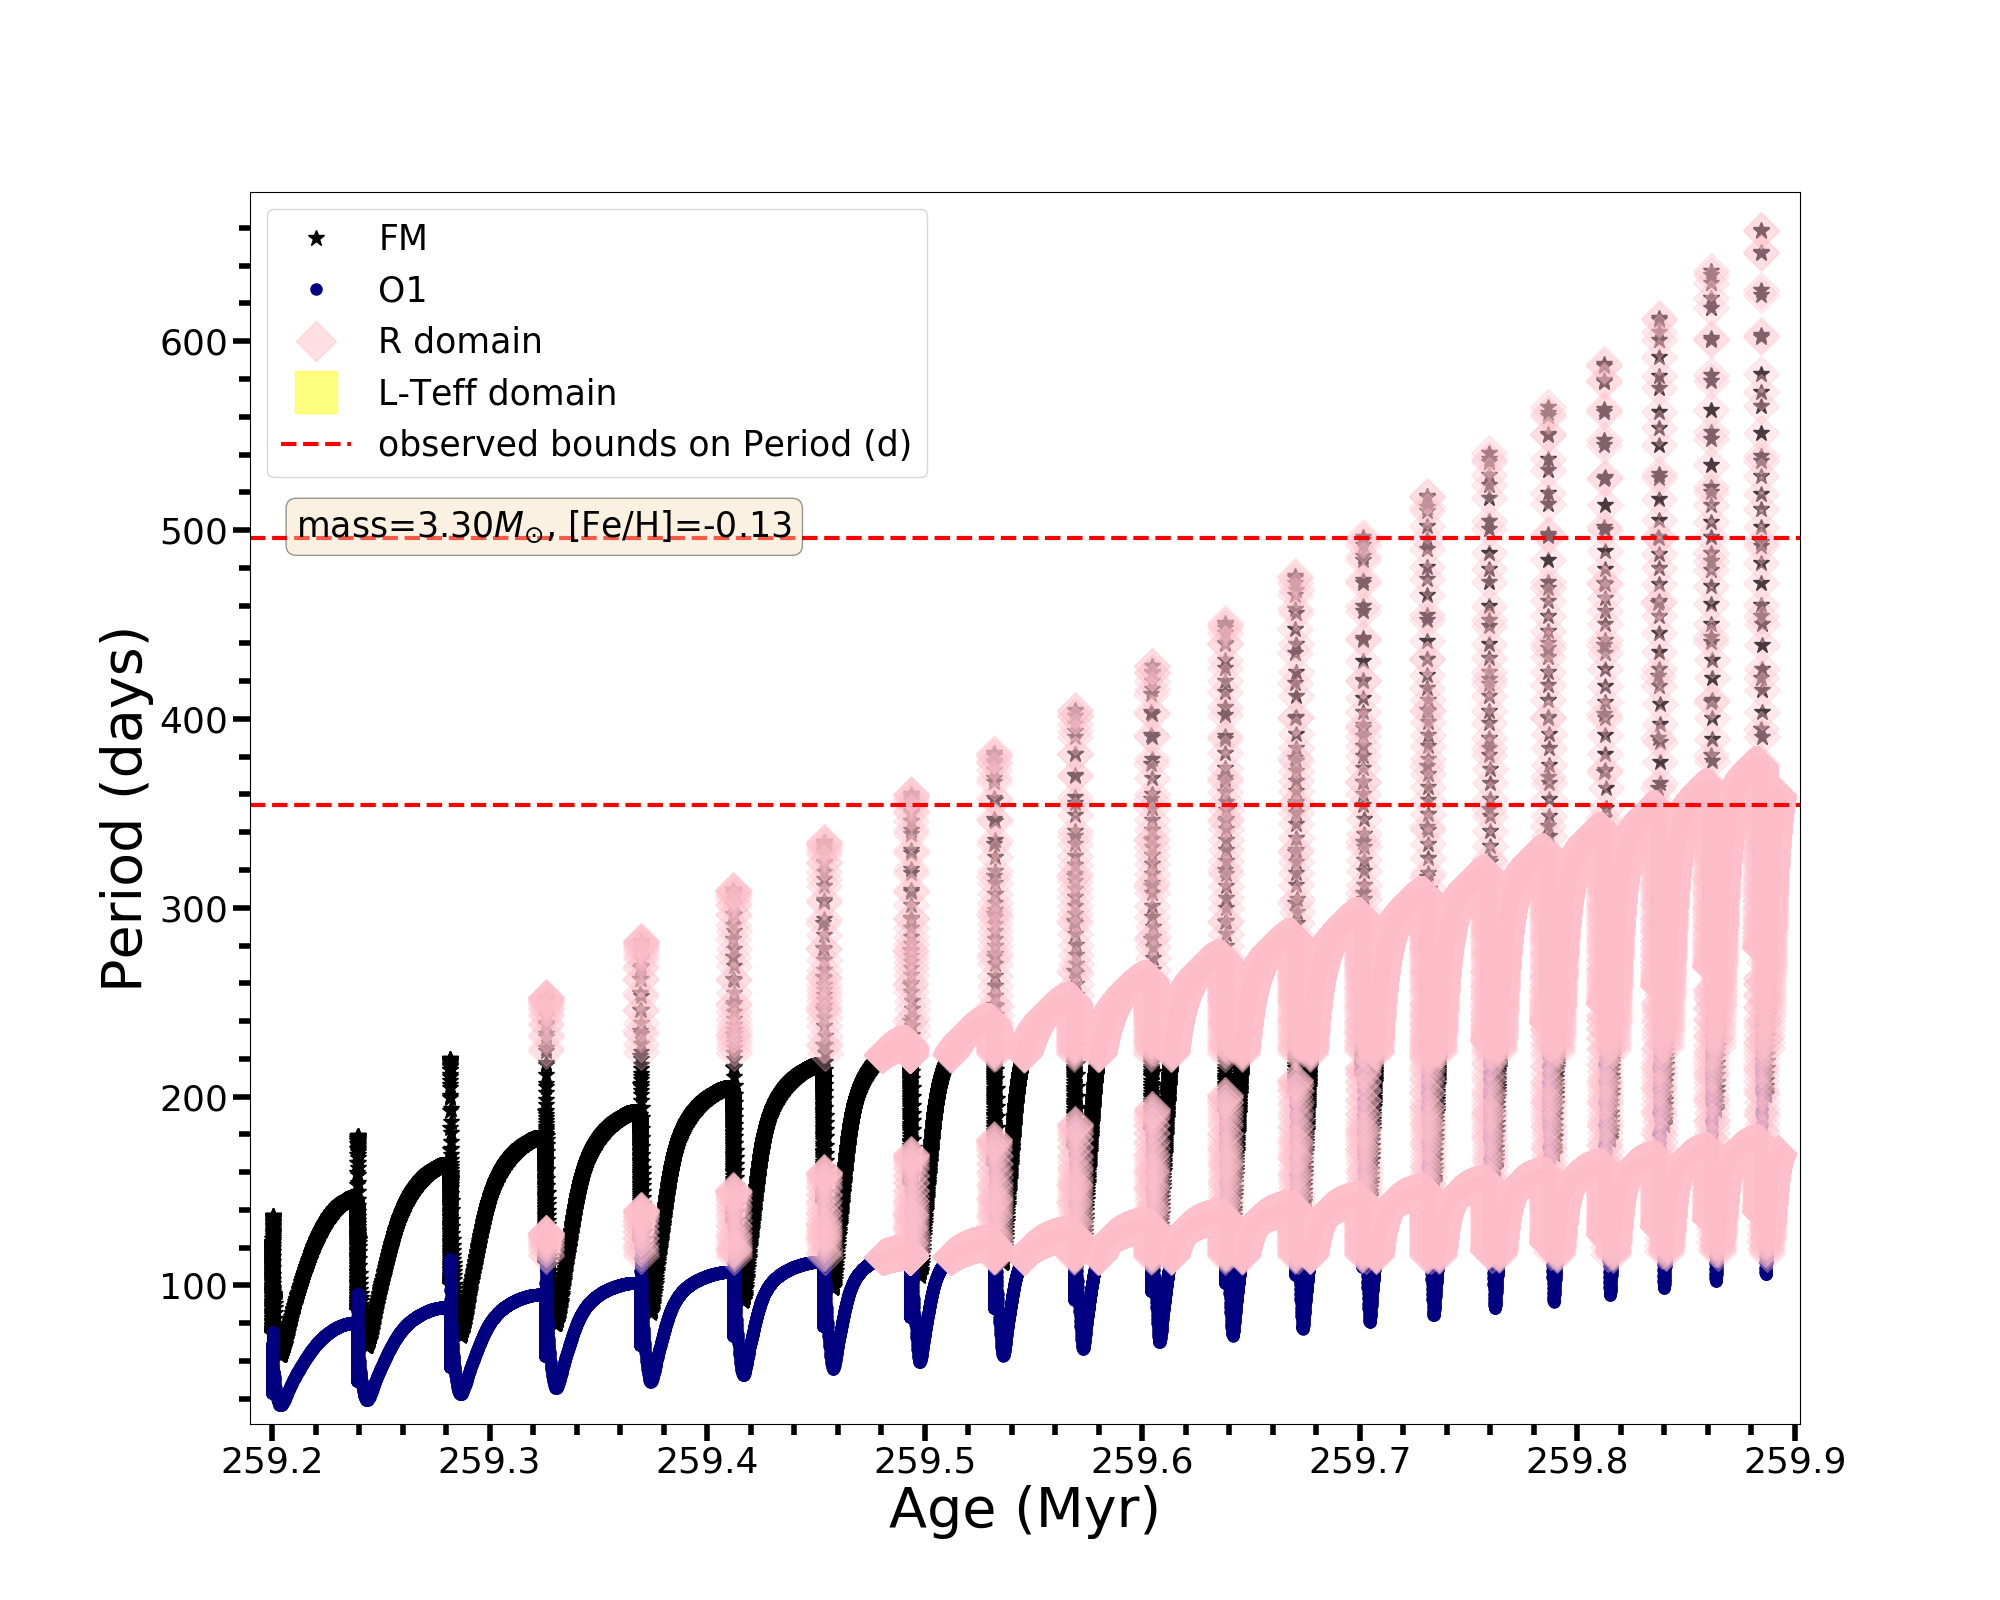 FM
O1
R domain
L-Teff domain
observed bounds on Period (d)
mass=3.30M☉, [Fe/H]=-0.13
600
500
400
300
200
100
Period (days)
259.2 259.3 259.4 259.5 259.6 259.7 259.8 259.9
Age (Myr)